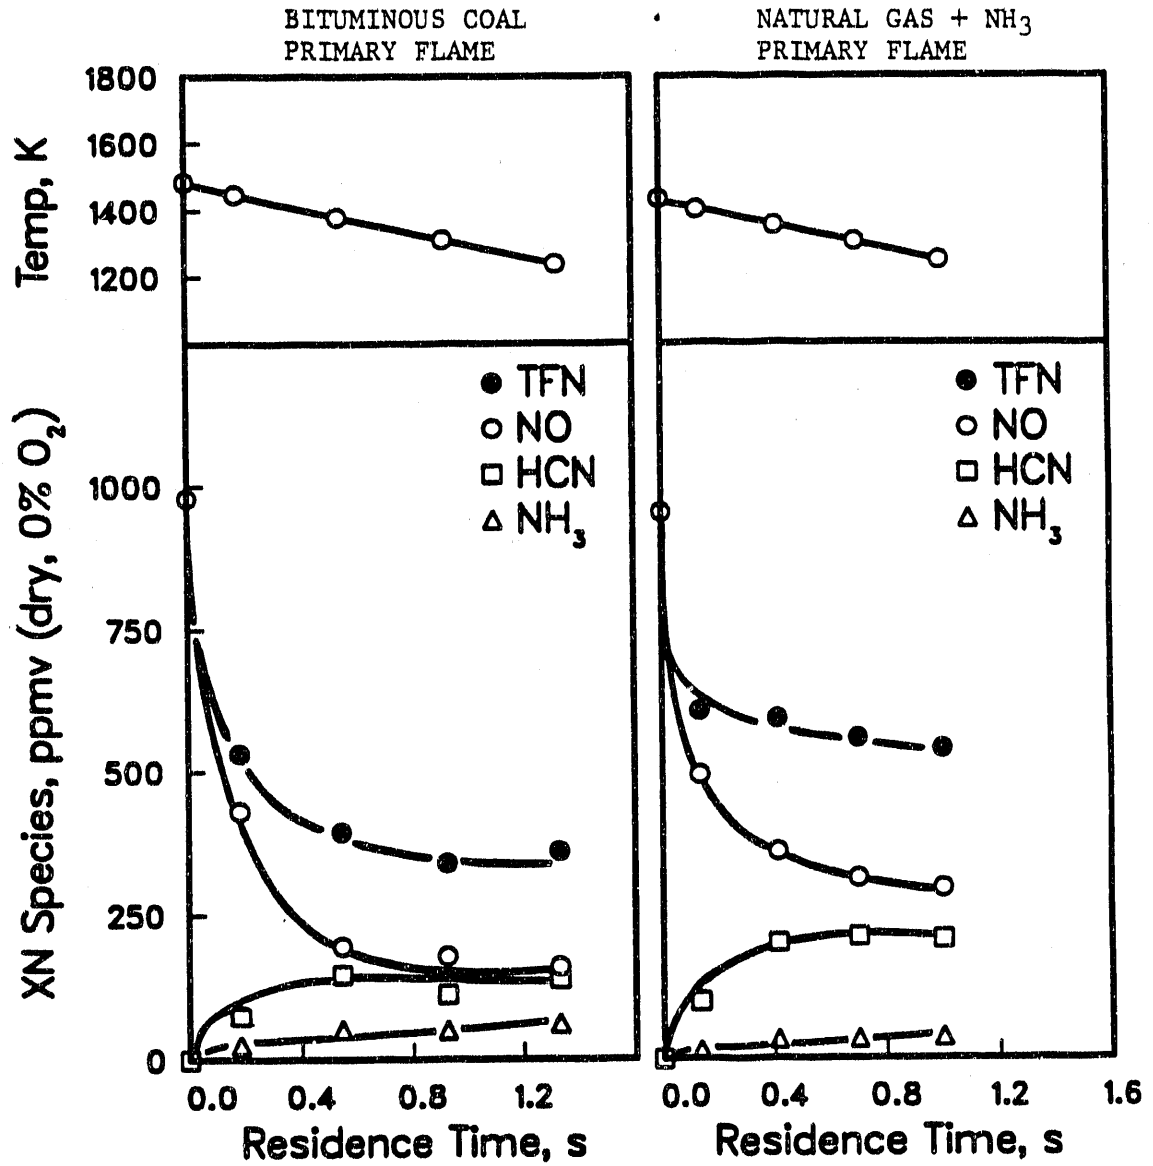 BITUMINOUS COAL
PRIMARY FLAME
NATURAL GAS + NH3
PRIMARY FLAME
Temp, K
1800
1600
1400
1200
XN Species, ppmv (dry, 0% O2)
1000
750
500
250
0
TFN
NO
HCN
NH3
TFN
NO
HCN
NH3
0.0 0.4 0.8 1.2
0.0 0.4 0.8 1.2 1.6
Residence Time, s
Residence Time, s